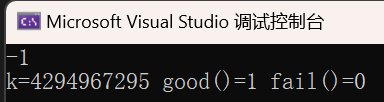 Microsoft Visual Studio 调试控制台
-1
k=4294967295 good()=1 fail()=0